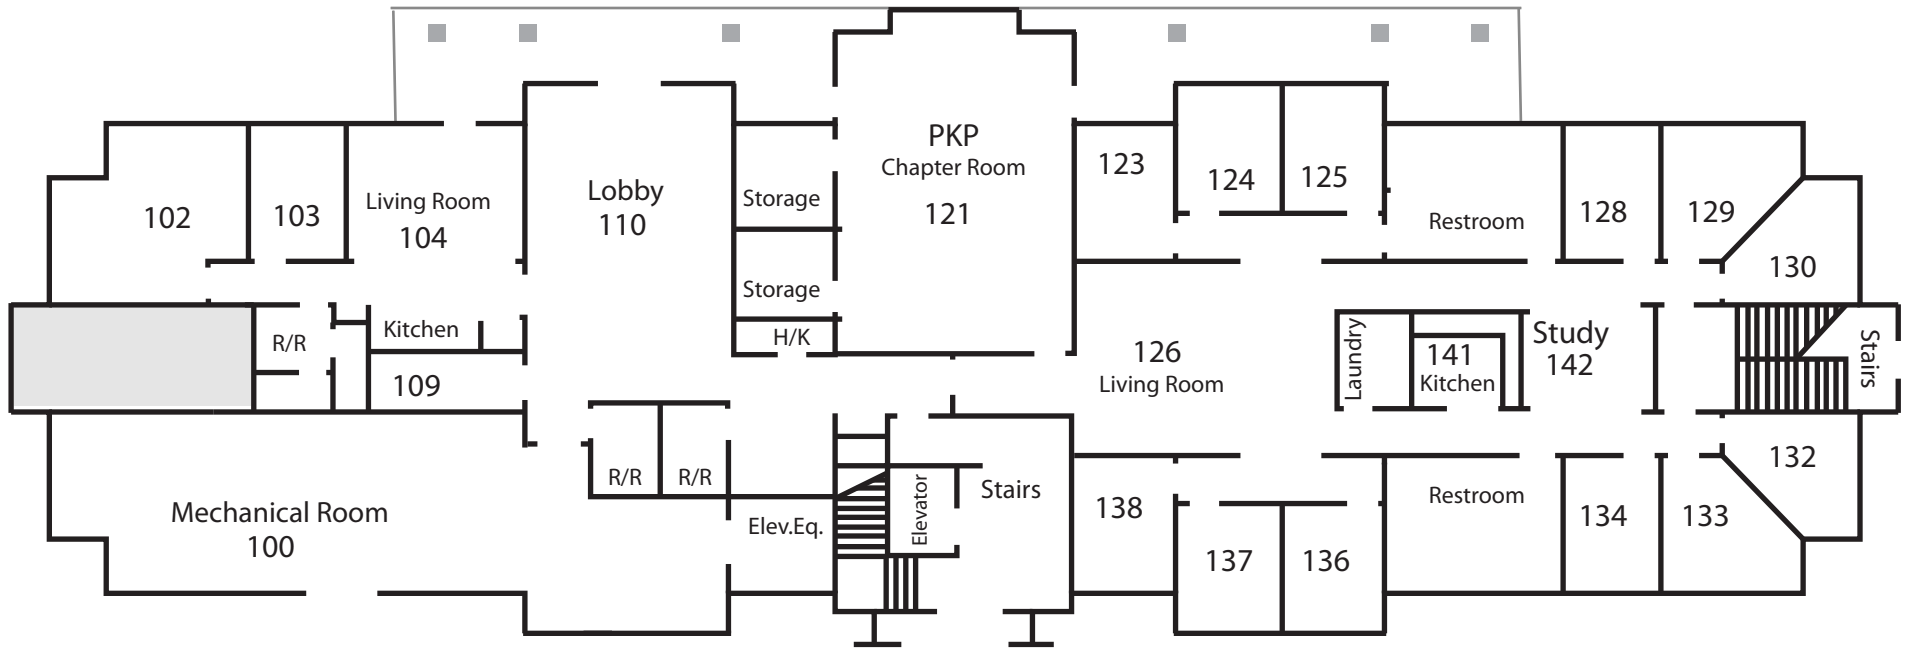 PKP
Chapter Room
121
123
124
125
Lobby
110
Storage
Living Room
104
102
103
Restroom
128
129
130
Storage
H/K
Kitchen
R/R
109
126
Living Room
Laundry
141
Kitchen
Study
142
Stairs
132
Mechanical Room
100
R/R
R/R
Elev.Eq.
Elevator
Stairs
138
137
136
Restroom
134
133